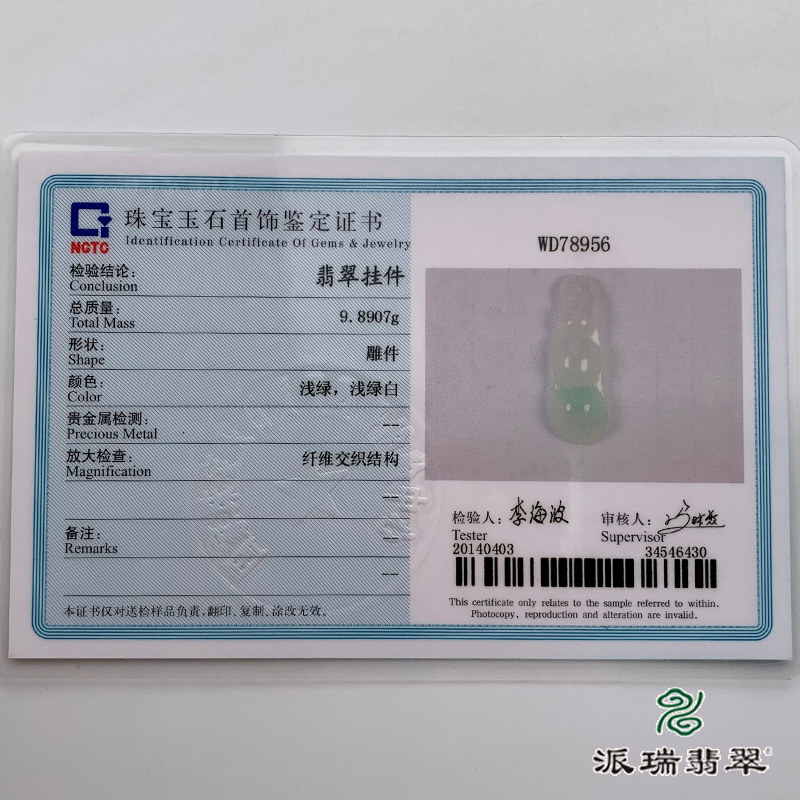 NGTC
珠宝玉石首饰鉴定证书
Identification Certificate Of Gems & Jewelry
检验结论:
Conclusion
翡翠挂件
总质量:
Total Mass
9.8907g
形状:
Shape
雕件
颜色:
Color
浅绿，浅绿白
贵金属检测:
Precious Metal
--
放大检查:
Magnification
纤维交织结构
--
备注:
Remarks
--
--
本证书仅对送检样品负责,翻印、复制、涂改无效。
WD78956
检验人: 李海波
Tester
审核人:
Supervisor
20140403
34546430
This certificate only relates to the sample referred to within.
Photocopy, reproduction and alteration are invalid.
派瑞翡翠